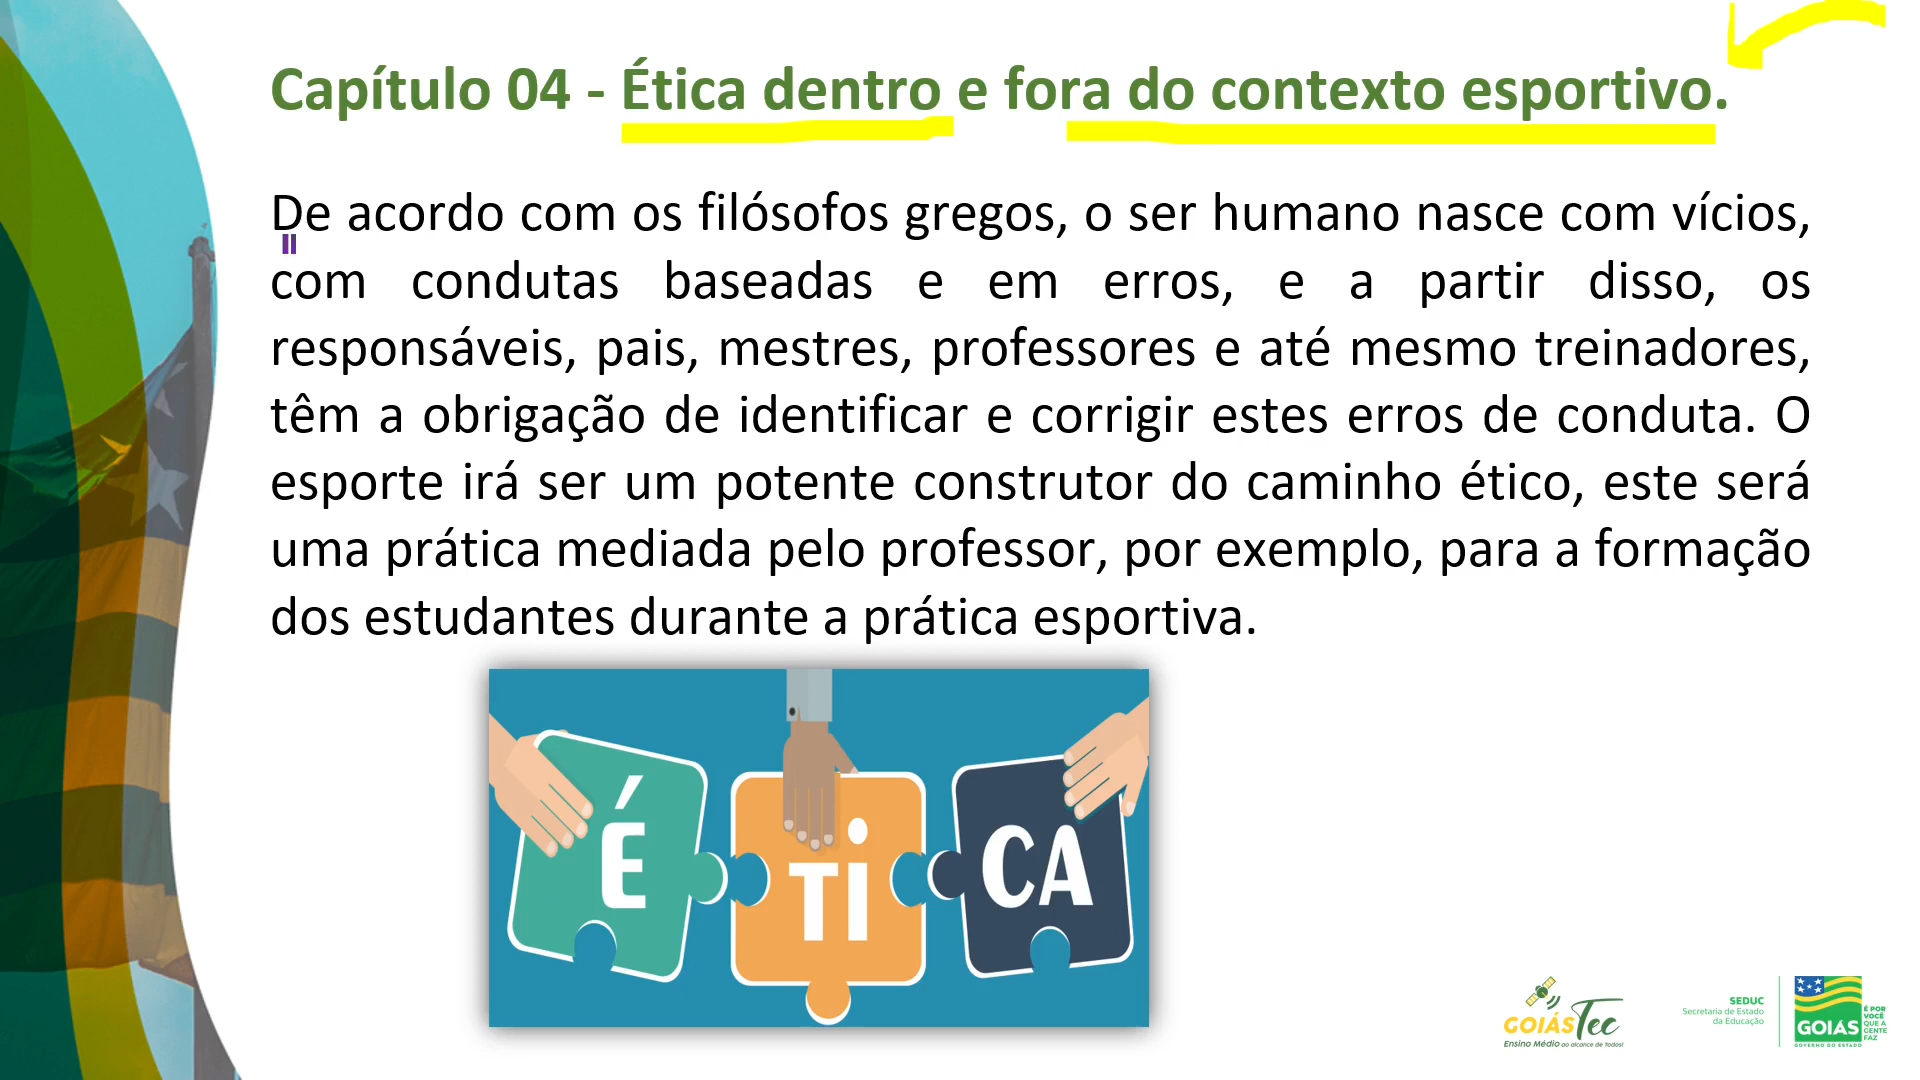 Capítulo 04 - Ética dentro e fora do contexto esportivo.
De acordo com os filósofos gregos, o ser humano nasce com vícios,
com condutas baseadas e em erros, e a partir disso, os
responsáveis, pais, mestres, professores e até mesmo treinadores,
têm a obrigação de identificar e corrigir estes erros de conduta. O
esporte irá ser um potente construtor do caminho ético, este será
uma prática mediada pelo professor, por exemplo, para a formação
dos estudantes durante a prática esportiva.
É TI CA
GOIÁS Tec
Ensino Médio ao alcance de todos!
SEDUC
Secretaria de Estado
da Educação
GOIÁS
GOVERNO DO ESTADO
É POR
VOCÊ
QUE A
GENTE
FAZ